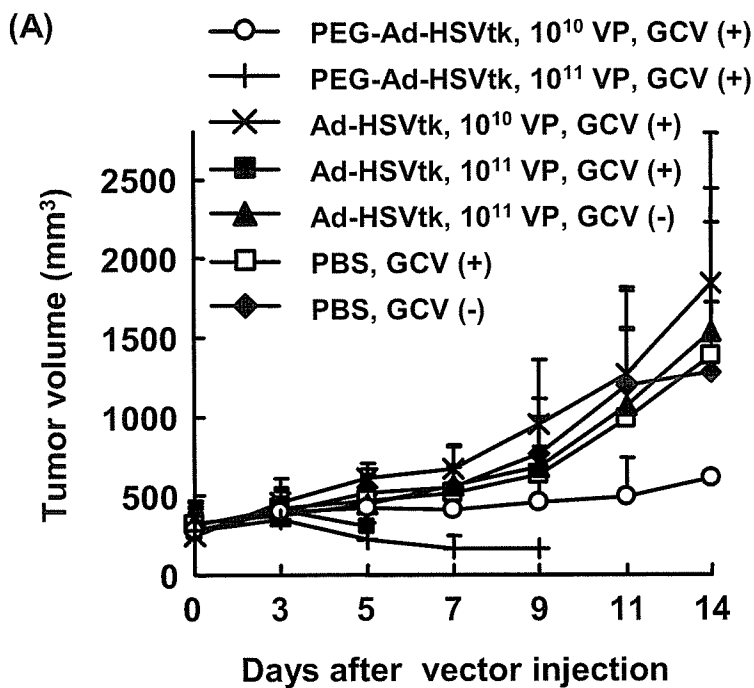 (A)
PEG-Ad-HSVtk, 10¹⁰ VP, GCV (+)
PEG-Ad-HSVtk, 10¹¹ VP, GCV (+)
Ad-HSVtk, 10¹⁰ VP, GCV (+)
Ad-HSVtk, 10¹¹ VP, GCV (+)
Ad-HSVtk, 10¹¹ VP, GCV (-)
PBS, GCV (+)
PBS, GCV (-)
Tumor volume (mm³)
2500
2000
1500
1000
500
0
0 3 5 7 9 11 14
Days after vector injection